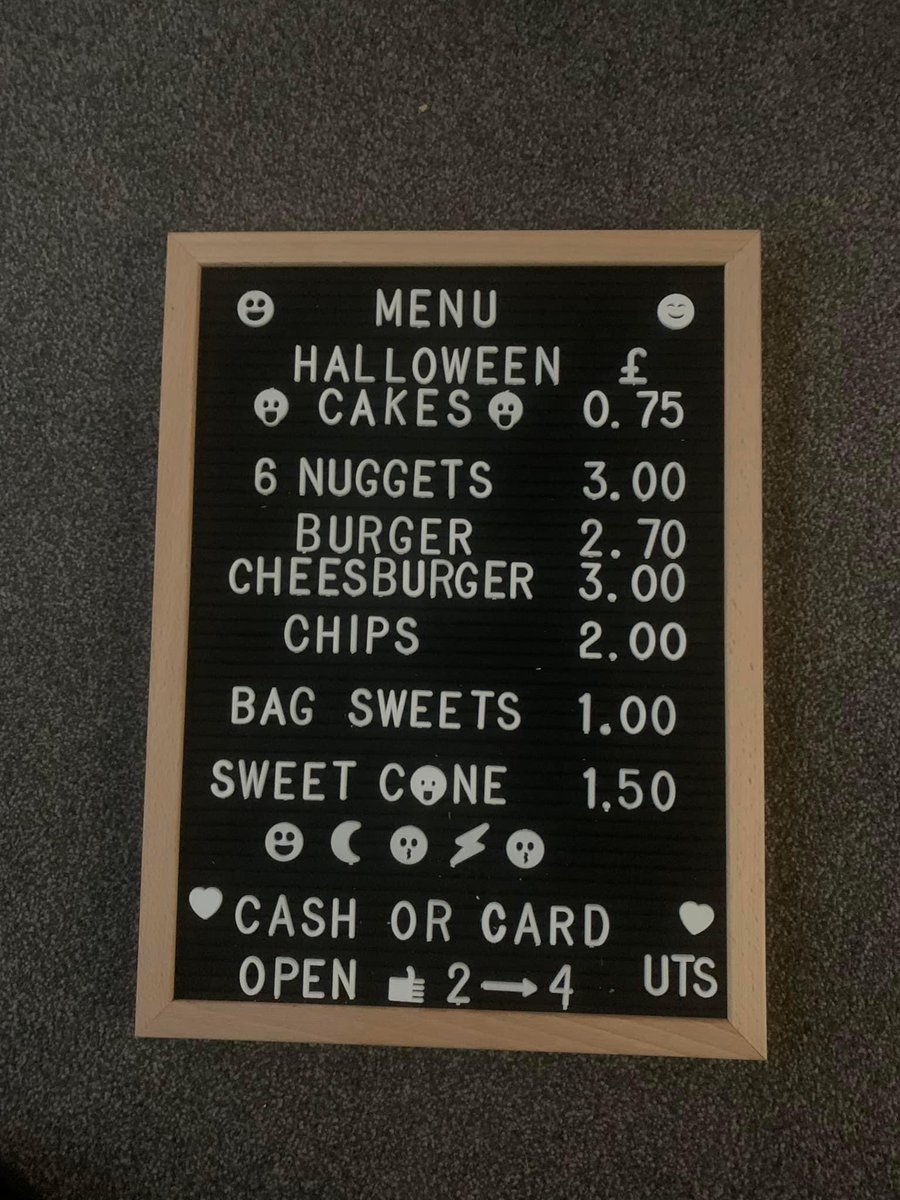 MENU
HALLOWEEN £
CAKES 0.75
6 NUGGETS 3.00
BURGER 2.70
CHEESBURGER 3.00
CHIPS 2.00
BAG SWEETS 1.00
SWEET C😀NE 1,50
CASH OR CARD
OPEN 👍 2 → 4 UTS